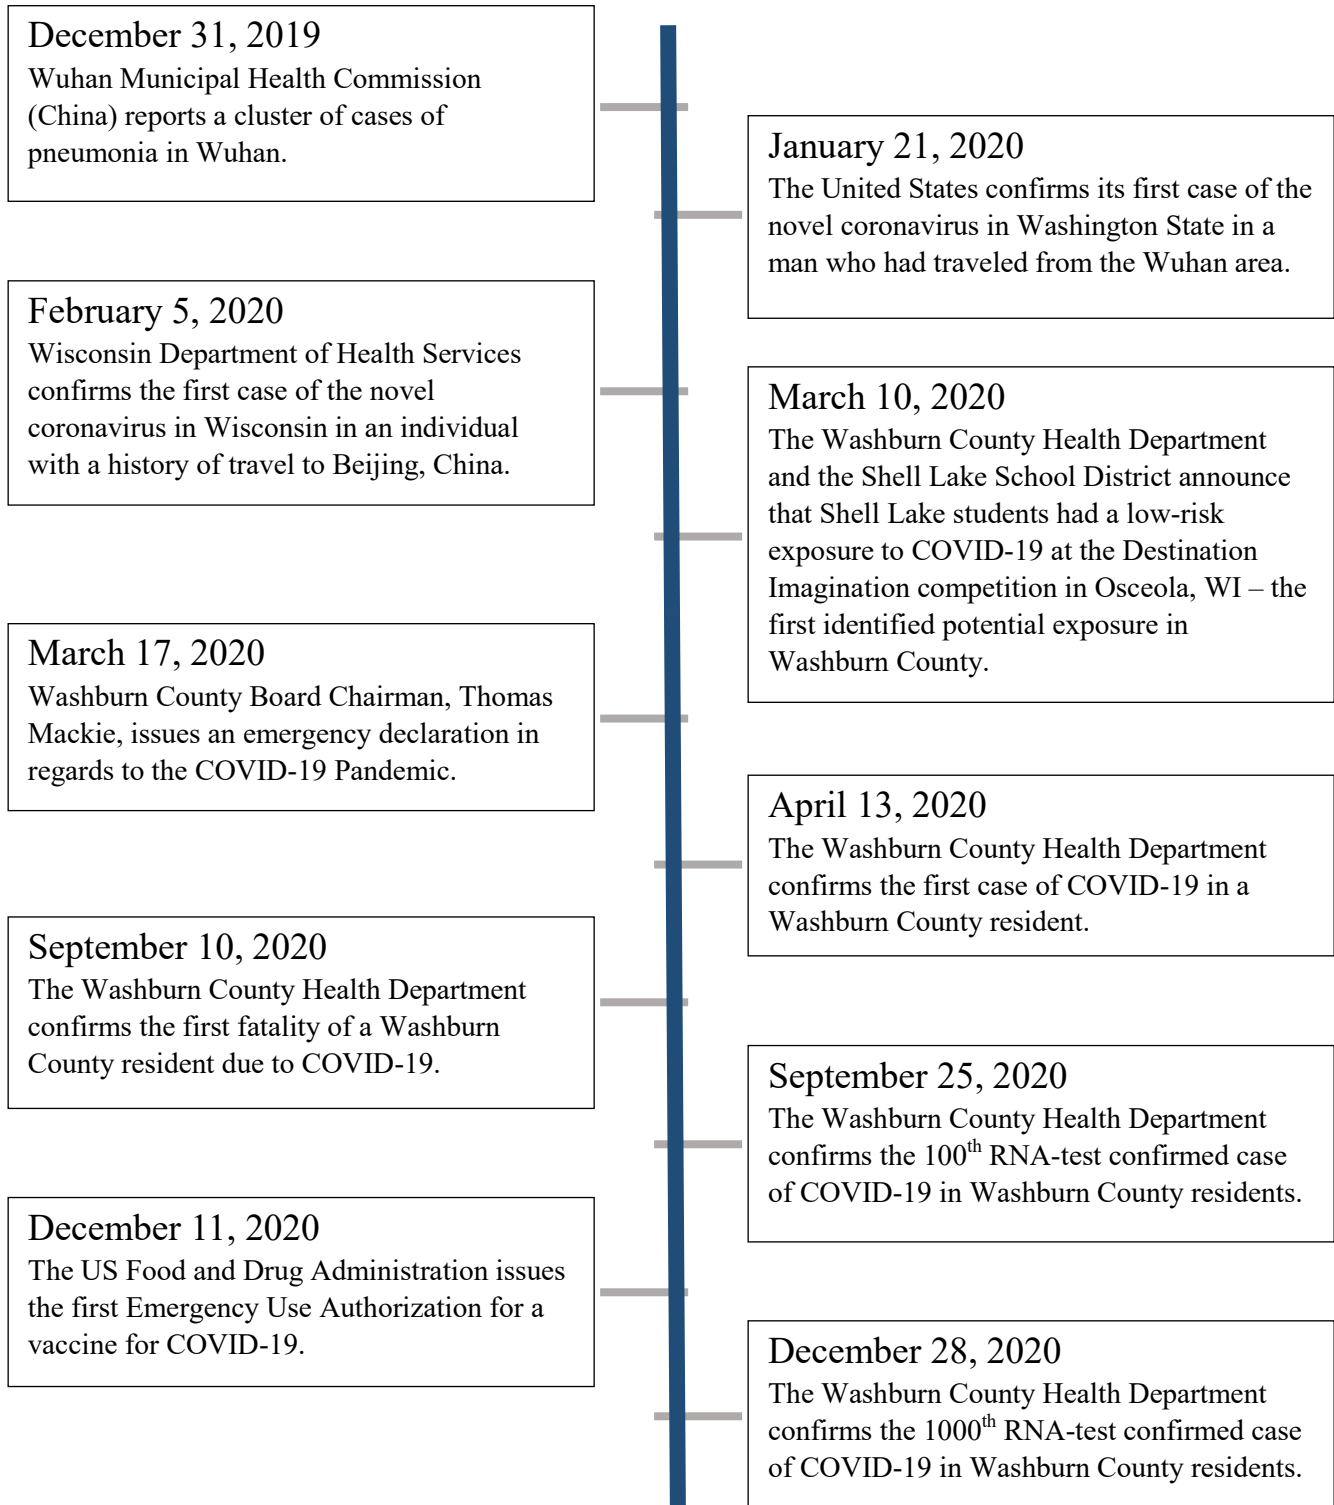 December 31, 2019
Wuhan Municipal Health Commission
(China) reports a cluster of cases of
pneumonia in Wuhan.
January 21, 2020
The United States confirms its first case of the
novel coronavirus in Washington State in a
man who had traveled from the Wuhan area.
February 5, 2020
Wisconsin Department of Health Services
confirms the first case of the novel
coronavirus in Wisconsin in an individual
with a history of travel to Beijing, China.
March 10, 2020
The Washburn County Health Department
and the Shell Lake School District announce
that Shell Lake students had a low-risk
exposure to COVID-19 at the Destination
Imagination competition in Osceola, WI – the
first identified potential exposure in
Washburn County.
March 17, 2020
Washburn County Board Chairman, Thomas
Mackie, issues an emergency declaration in
regards to the COVID-19 Pandemic.
April 13, 2020
The Washburn County Health Department
confirms the first case of COVID-19 in a
Washburn County resident.
September 10, 2020
The Washburn County Health Department
confirms the first fatality of a Washburn
County resident due to COVID-19.
September 25, 2020
The Washburn County Health Department
confirms the 100th RNA-test confirmed case
of COVID-19 in Washburn County residents.
December 11, 2020
The US Food and Drug Administration issues
the first Emergency Use Authorization for a
vaccine for COVID-19.
December 28, 2020
The Washburn County Health Department
confirms the 1000th RNA-test confirmed case
of COVID-19 in Washburn County residents.